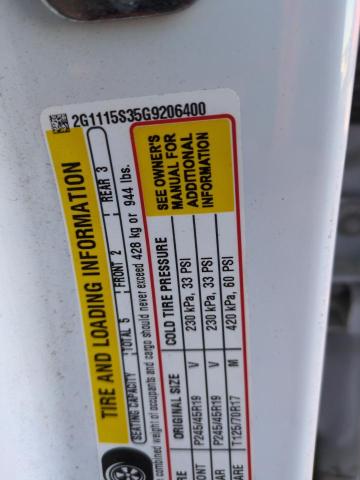 2G1115S35G9206400
TIRE AND LOADING INFORMATION
SEATING CAPACITY TOTAL 5 FRONT 2 REAR 3
combined weight of occupants and cargo should never exceed 428 kg or 944 lbs.
ORIGINAL SIZE COLD TIRE PRESSURE
P245/45R19 V 230 kPa, 33 PSI
P245/45R19 V 230 kPa, 33 PSI
T125/70R17 M 420 kPa, 60 PSI
SEE OWNER'S
MANUAL FOR
ADDITIONAL
INFORMATION